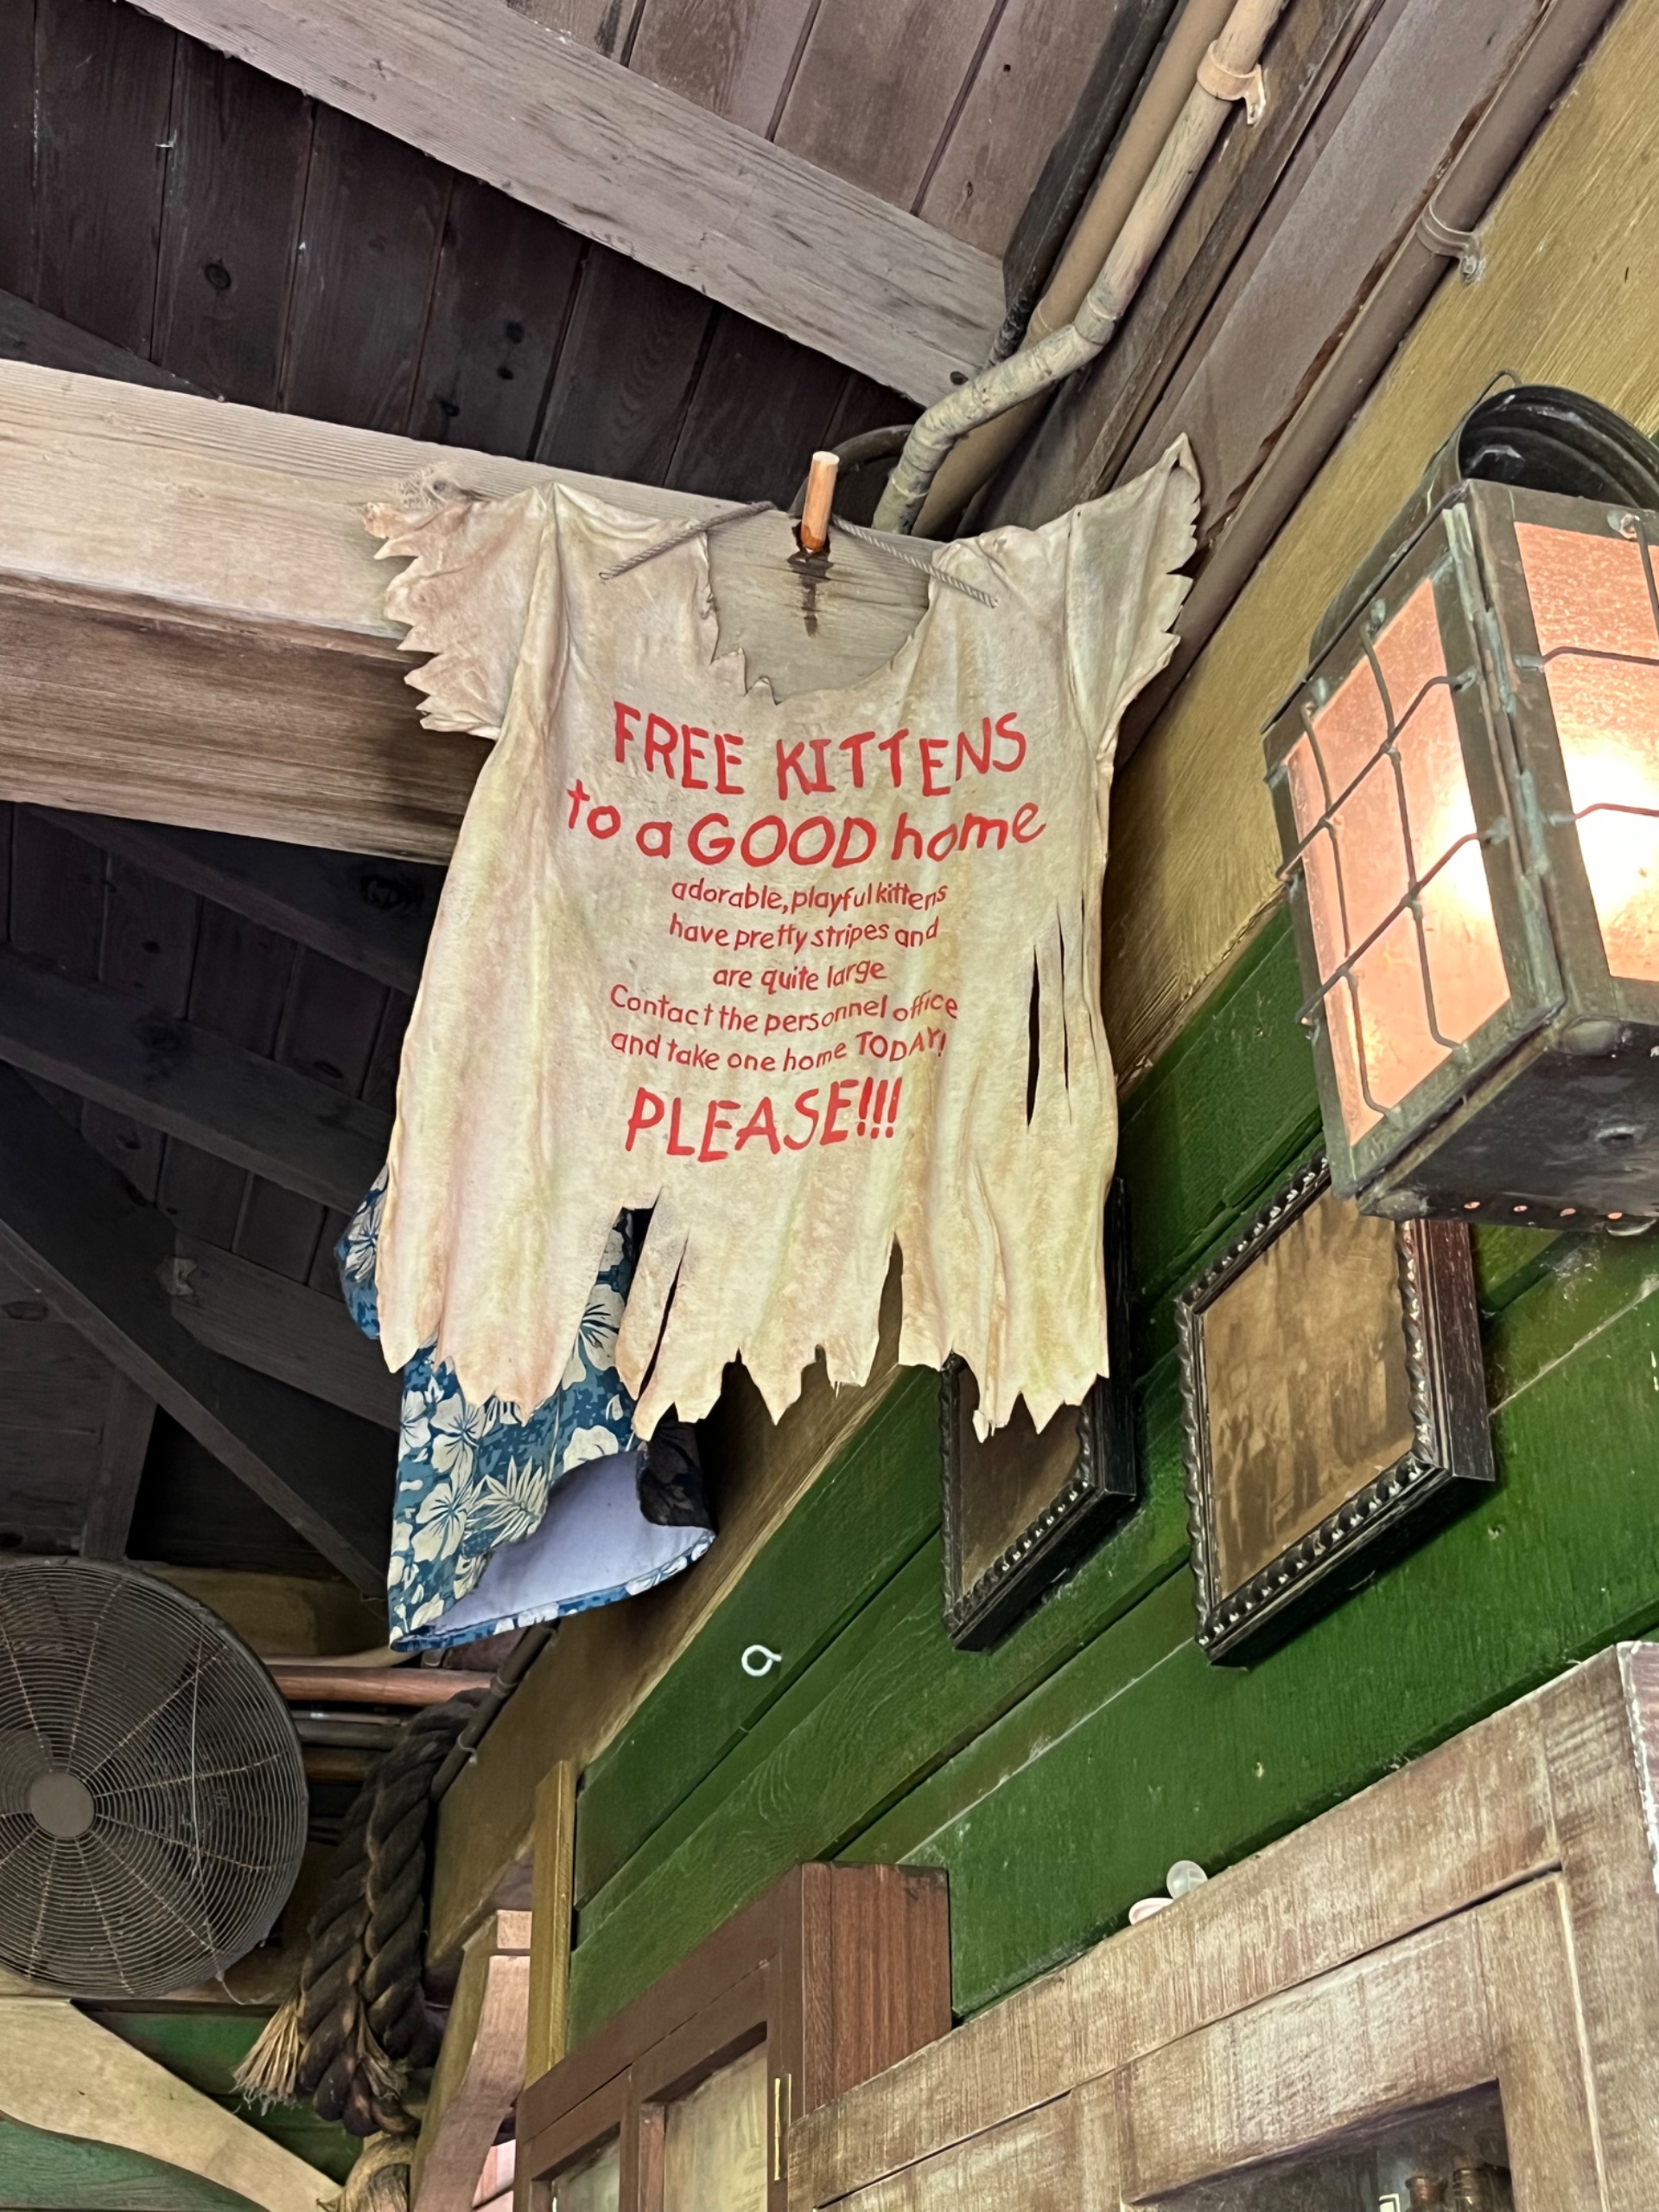 FREE KITTENS
to a GOOD home
adorable, playful kittens
have pretty stripes and
are quite large
Contact the personnel office
and take one home TODAY!
PLEASE!!!